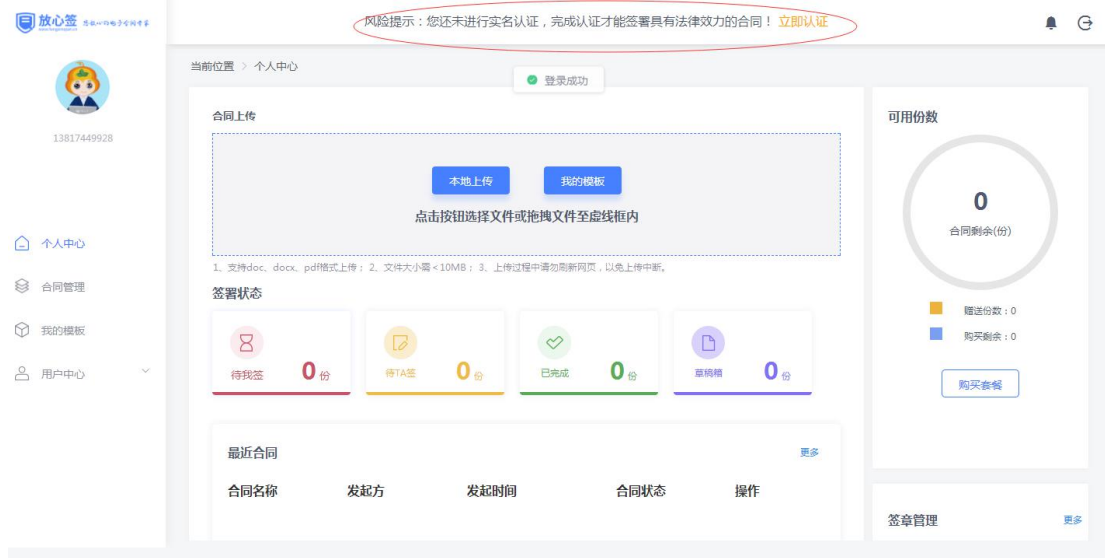 放心签
风险提示：您还未进行实名认证，完成认证才能签署具有法律效力的合同！ 立即认证
当前位置 > 个人中心
登录成功
13817449928
个人中心
合同管理
我的模板
用户中心
合同上传
本地上传 我的模板
点击按钮选择文件或拖拽文件至虚线框内
1、支持doc、docx、pdf格式上传； 2、文件大小需<10MB； 3、上传过程中请勿刷新网页，以免上传中断。
签署状态
待我签 0 份
待TA签 0 份
已完成 0 份
草稿箱 0 份
最近合同 更多
合同名称 发起方 发起时间 合同状态 操作
可用份数
0
合同剩余(份)
赠送份数：0
购买剩余：0
购买套餐
签章管理 更多